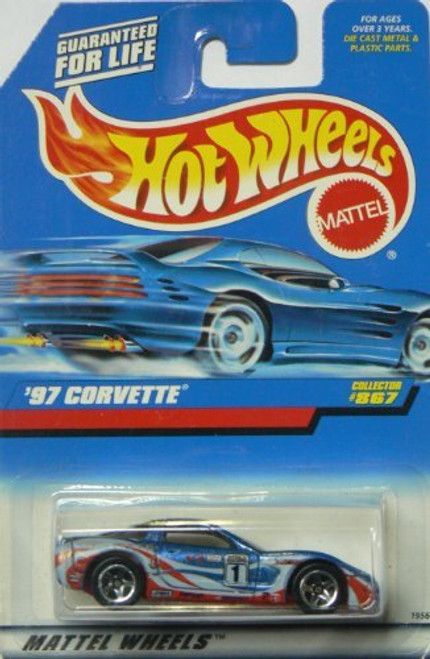 GUARANTEED
FOR LIFE
FOR AGES
OVER 3 YEARS.
DIE CAST METAL &
PLASTIC PARTS.
HOT WHEELS
MATTEL
®
'97 CORVETTE®
COLLECTOR
#867
1
MATTEL WHEELS™